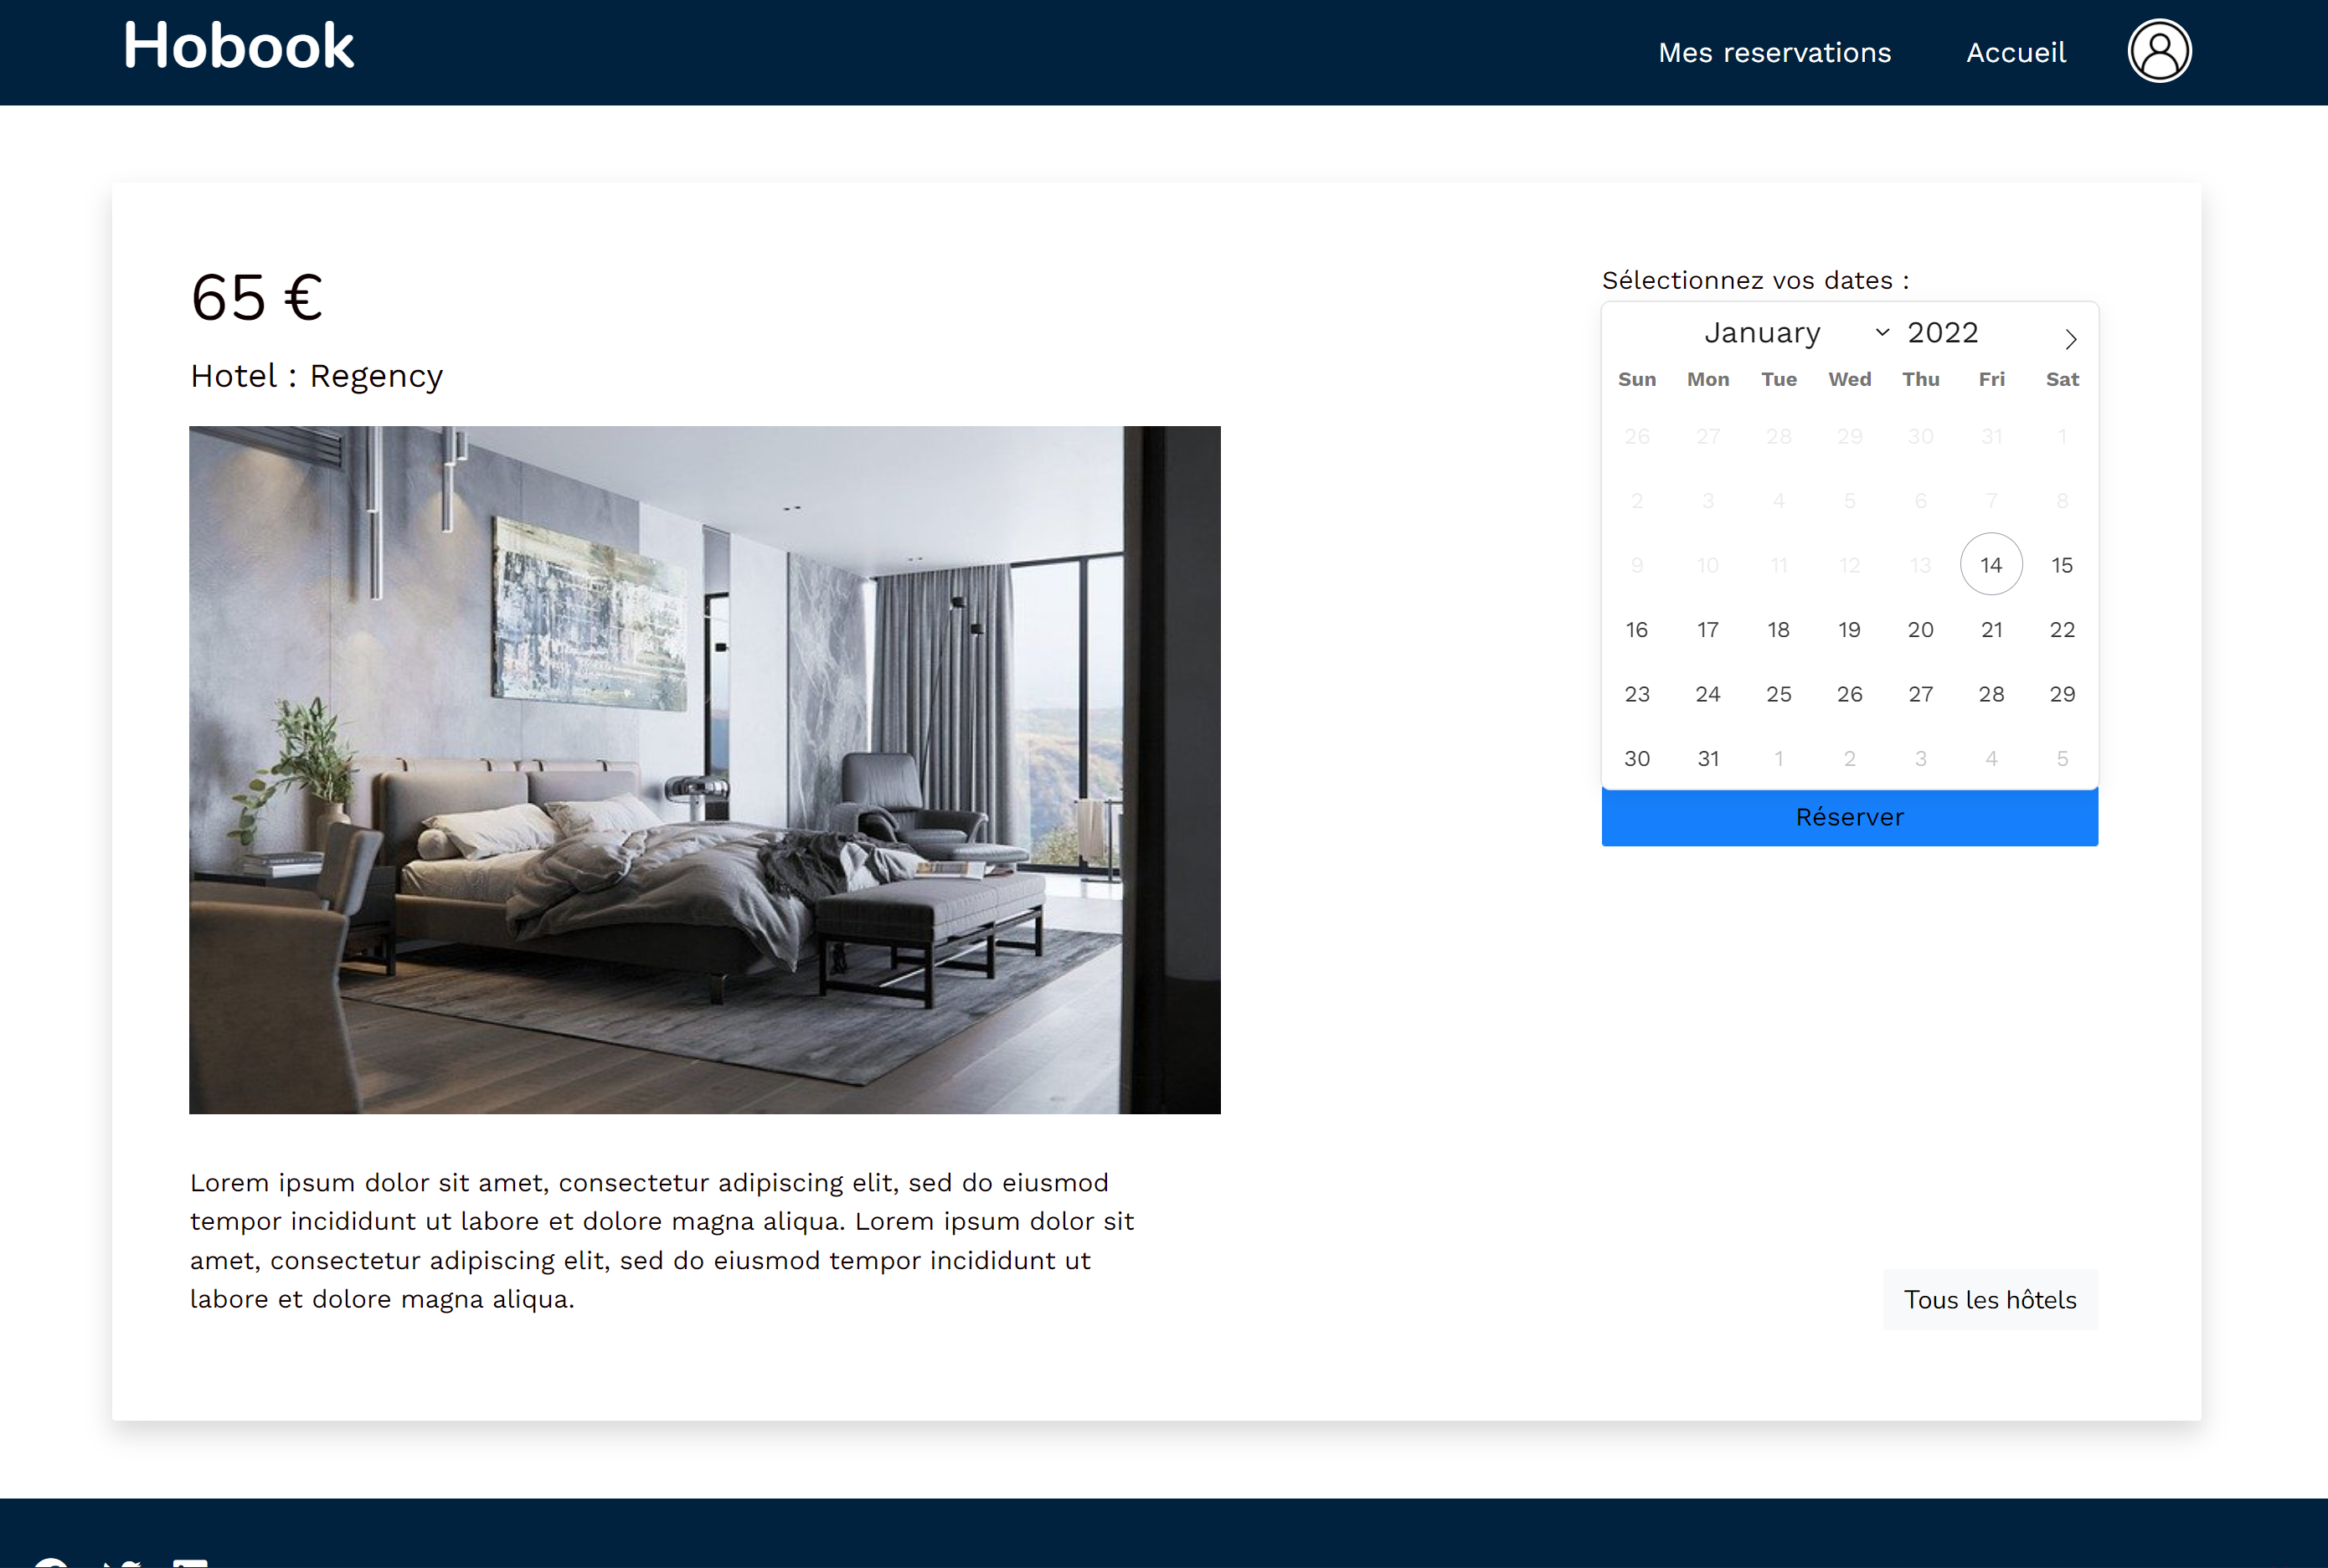 Hobook
Mes reservations
Accueil
65 €
Hotel : Regency
Sélectionnez vos dates :
January 2022
Sun Mon Tue Wed Thu Fri Sat
26 27 28 29 30 31 1
2 3 4 5 6 7 8
9 10 11 12 13 14 15
16 17 18 19 20 21 22
23 24 25 26 27 28 29
30 31 1 2 3 4 5
Réserver
Lorem ipsum dolor sit amet, consectetur adipiscing elit, sed do eiusmod
tempor incididunt ut labore et dolore magna aliqua. Lorem ipsum dolor sit
amet, consectetur adipiscing elit, sed do eiusmod tempor incididunt ut
labore et dolore magna aliqua.
Tous les hôtels